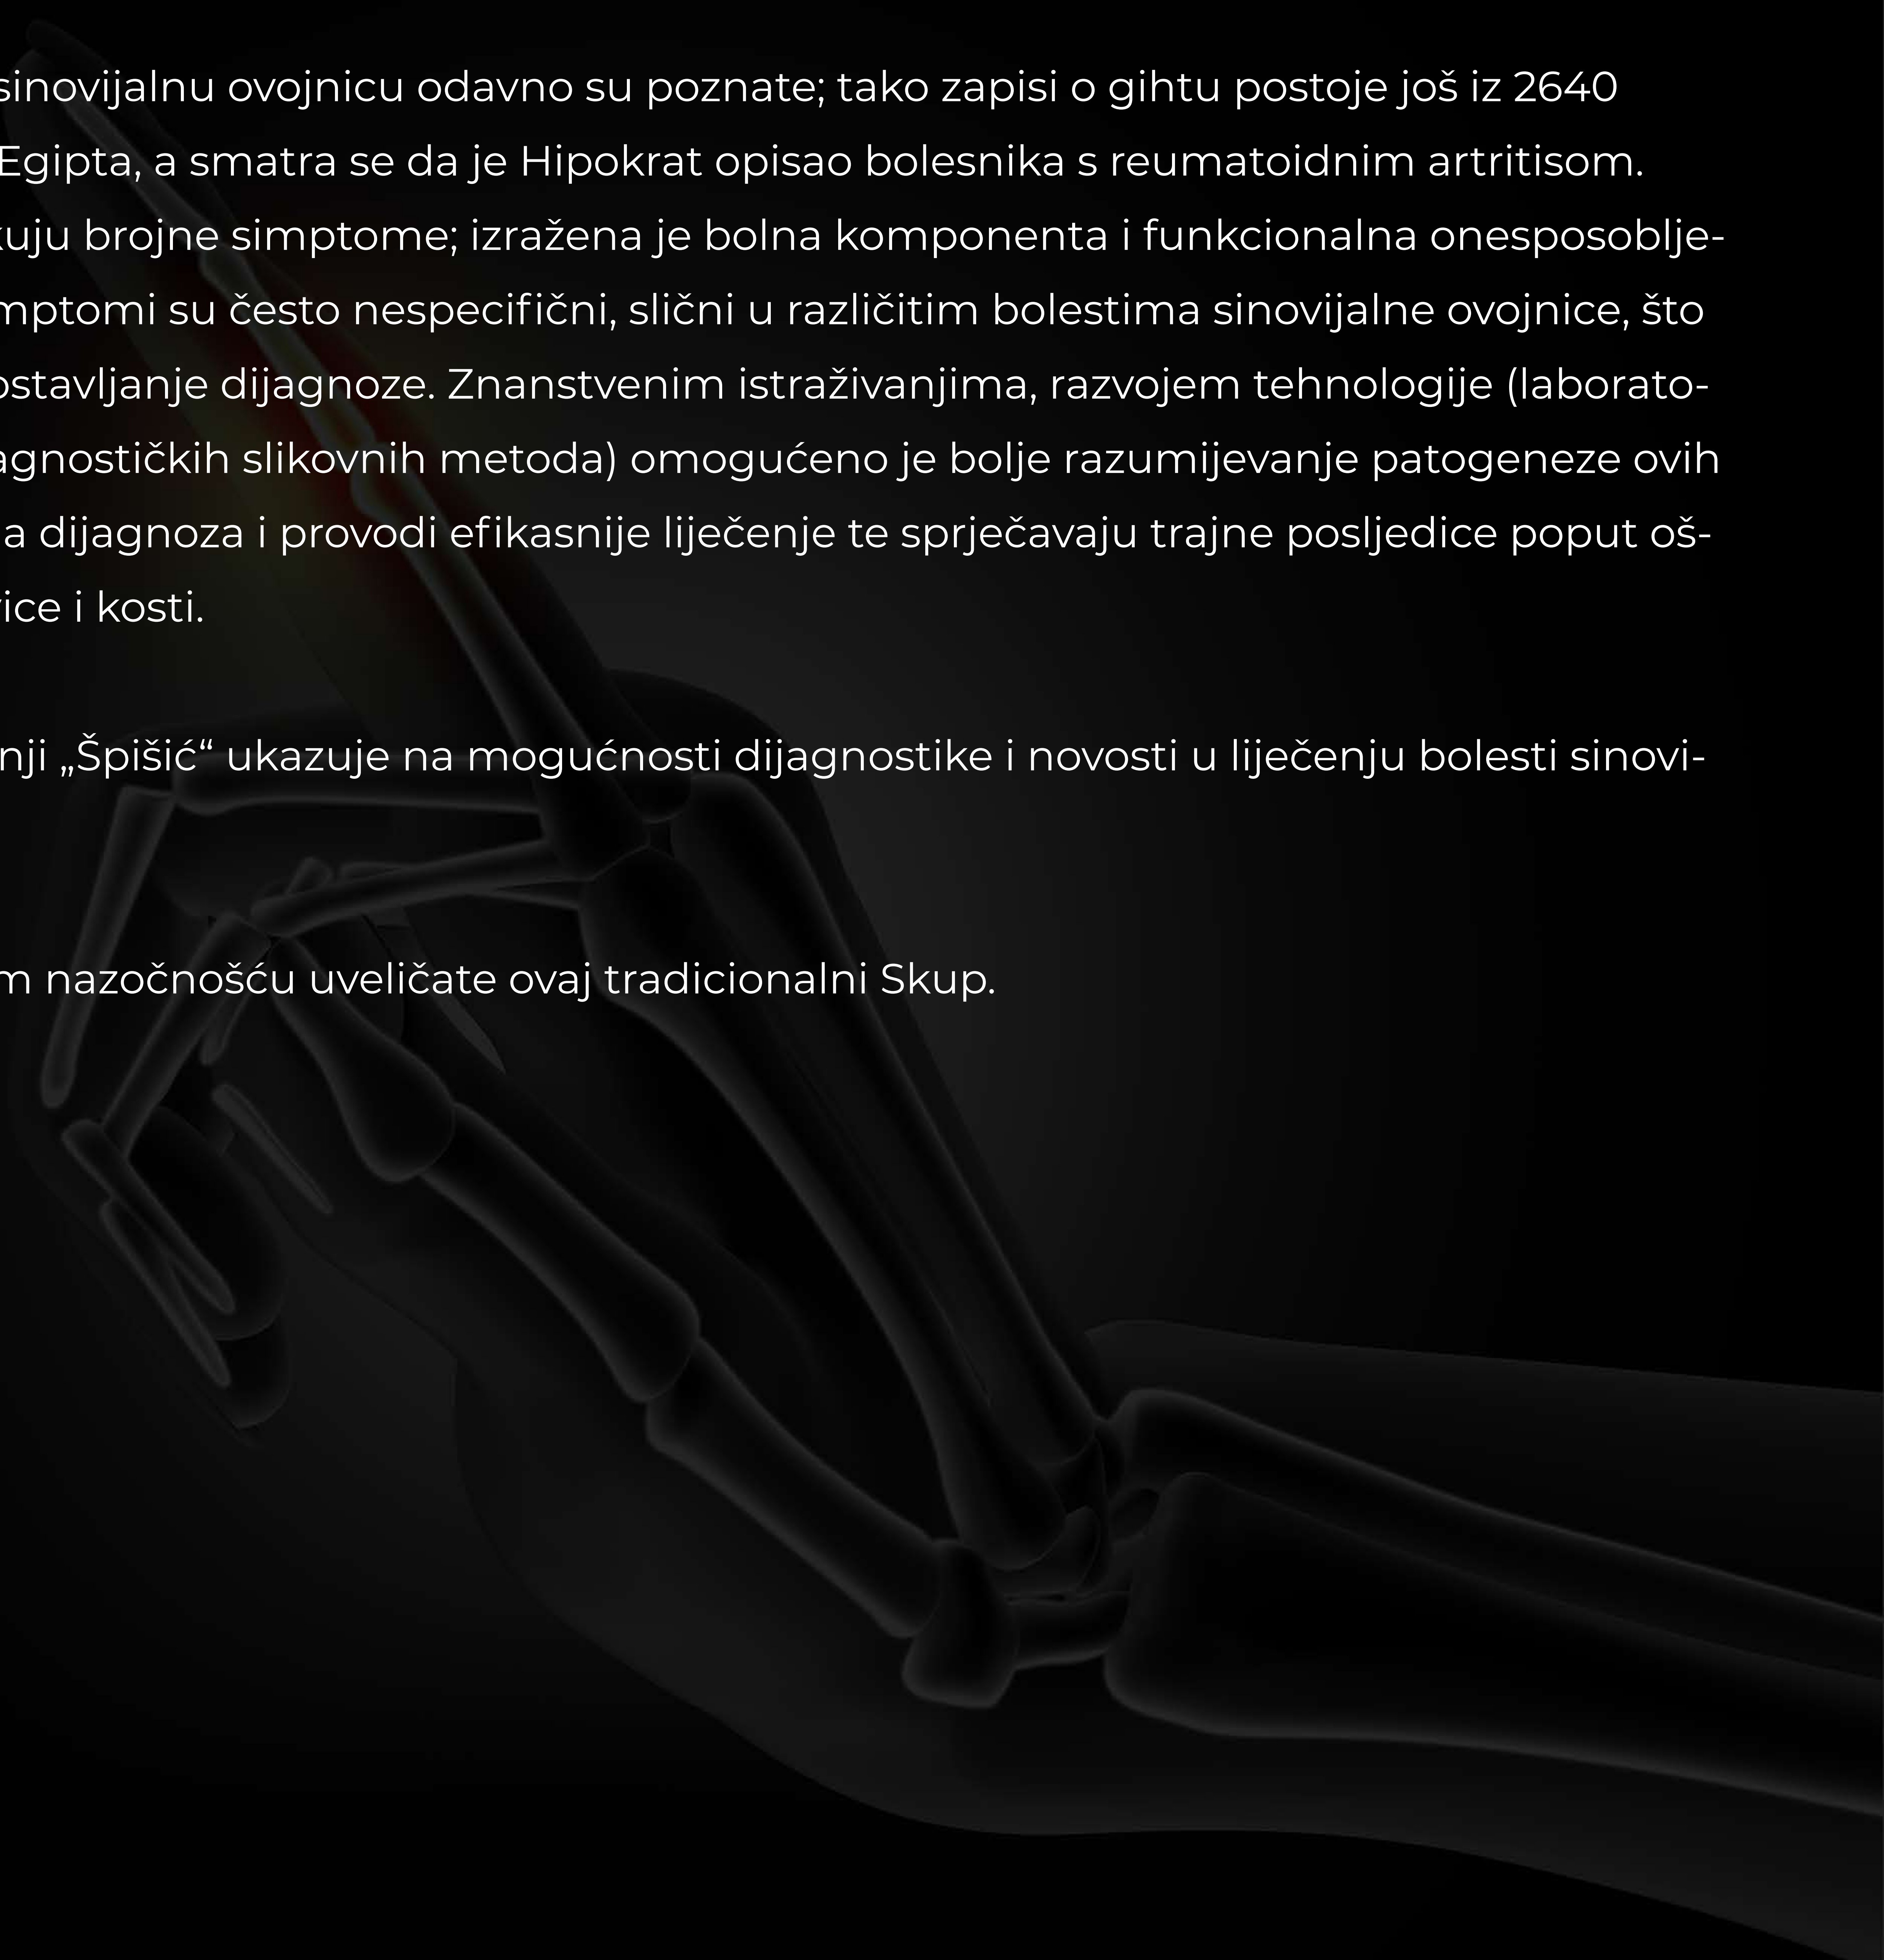 sinovijalnu ovojnicu odavno su poznate; tako zapisi o gihtu postoje još iz 2640
Egipta, a smatra se da je Hipokrat opisao bolesnika s reumatoidnim artritisom.
kuju brojne simptome; izražena je bolna komponenta i funkcionalna onesposoblje-
mptomi su često nespecifični, slični u različitim bolestima sinovijalne ovojnice, što
ostavljanje dijagnoze. Znanstvenim istraživanjima, razvojem tehnologije (laborato-
agnostičkih slikovnih metoda) omogućeno je bolje razumijevanje patogeneze ovih
a dijagnoza i provodi efikasnije liječenje te sprječavaju trajne posljedice poput oš-
vice i kosti.
nji „Špišić“ ukazuje na mogućnosti dijagnostike i novosti u liječenju bolesti sinovi-
m nazočnošću uveličate ovaj tradicionalni Skup.